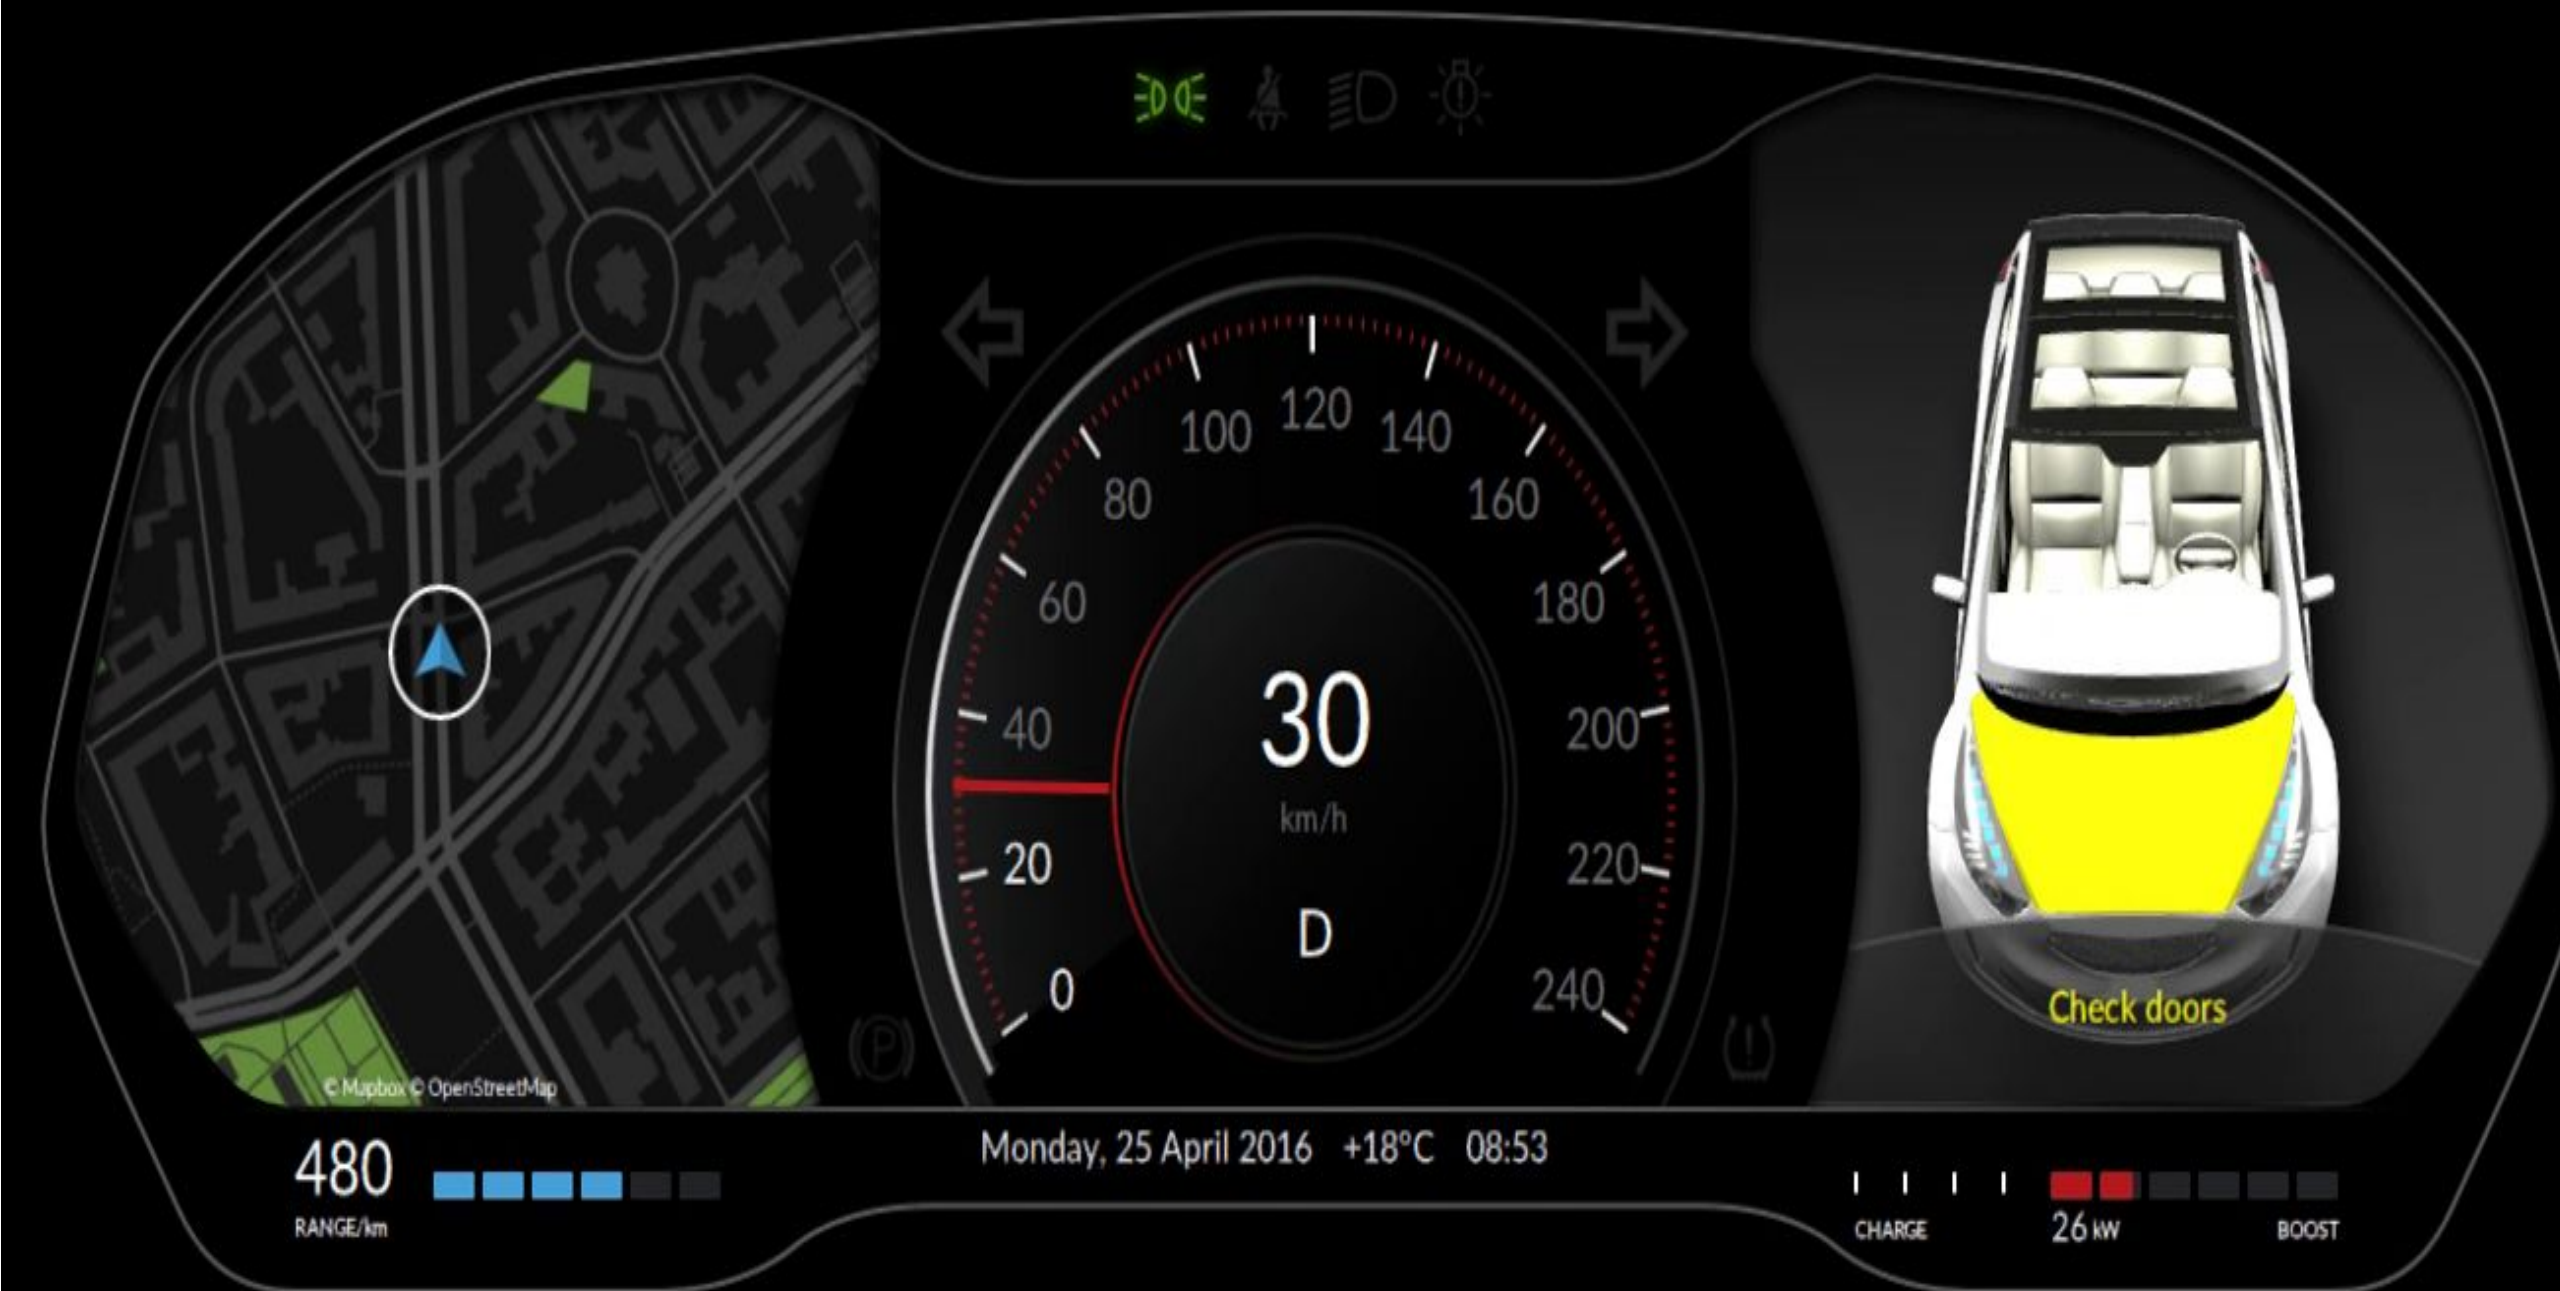 100 120 140
80 160
60 180
40 200
20 220
0 240
30
km/h
D
P
!
!
Check doors
© Mapbox © OpenStreetMap
480
RANGE/km
Monday, 25 April 2016 +18°C 08:53
CHARGE 26 kW BOOST